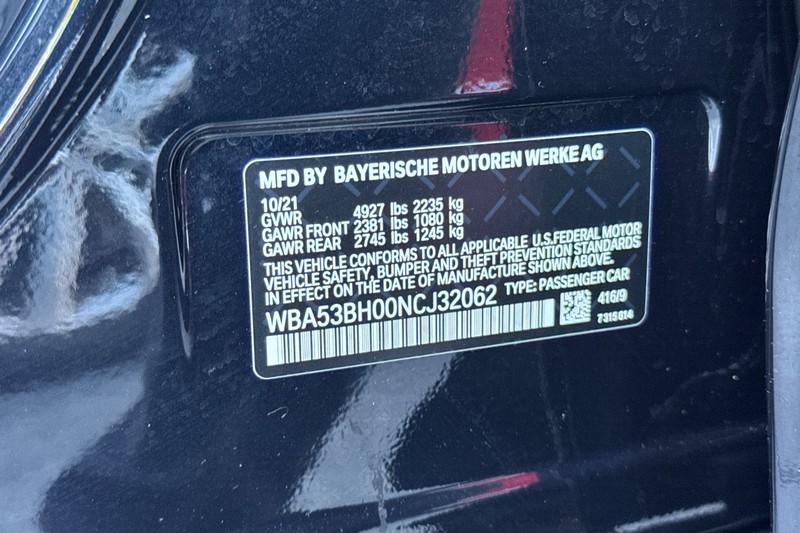 MFD BY BAYERISCHE MOTOREN WERKE AG
10/21
GVWR 4927 lbs 2235 kg
GAWR FRONT 2381 lbs 1080 kg
GAWR REAR 2745 lbs 1245 kg
THIS VEHICLE CONFORMS TO ALL APPLICABLE U.S.FEDERAL MOTOR
VEHICLE SAFETY, BUMPER AND THEFT PREVENTION STANDARDS
IN EFFECT ON THE DATE OF MANUFACTURE SHOWN ABOVE.
WBA53BH00NCJ32062 TYPE: PASSENGER CAR
416/9
7315014